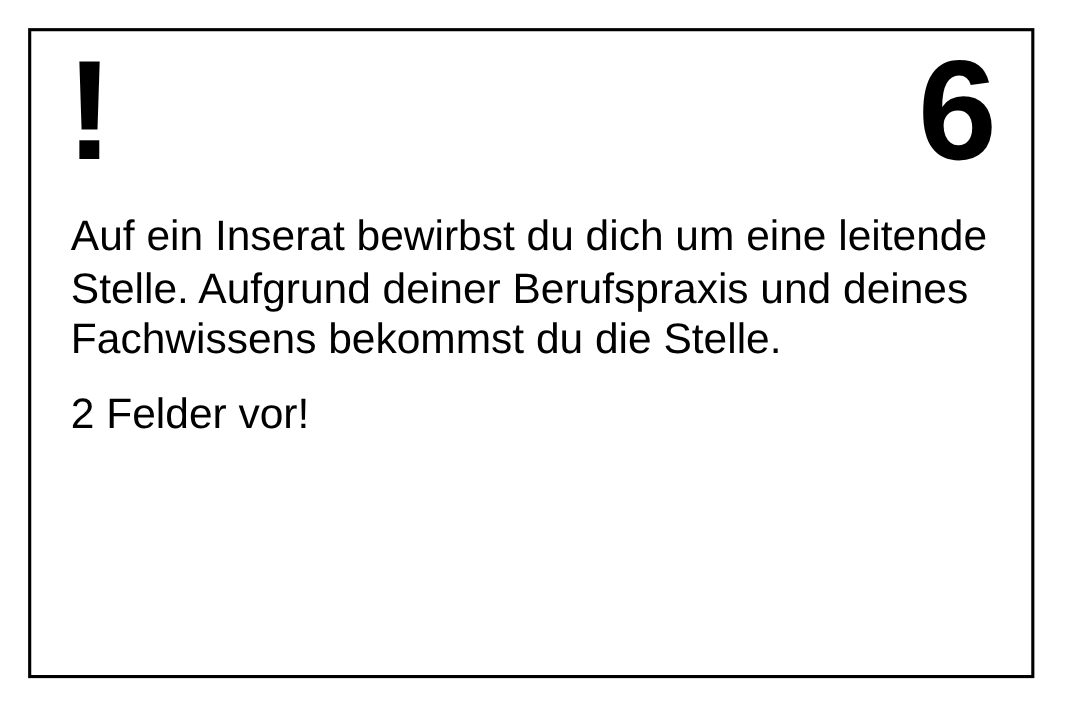 ! 6
Auf ein Inserat bewirbst du dich um eine leitende
Stelle. Aufgrund deiner Berufspraxis und deines
Fachwissens bekommst du die Stelle.
2 Felder vor!